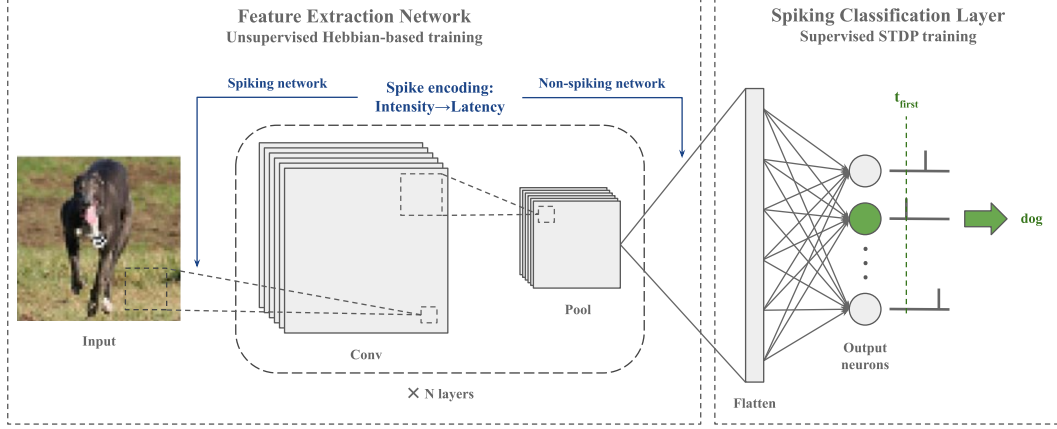 Feature Extraction Network
Unsupervised Hebbian-based training
Spiking network
Spike encoding:
Intensity→Latency
Non-spiking network
Input
Conv
Pool
× N layers
Spiking Classification Layer
Supervised STDP training
t_first
dog
Output
neurons
Flatten